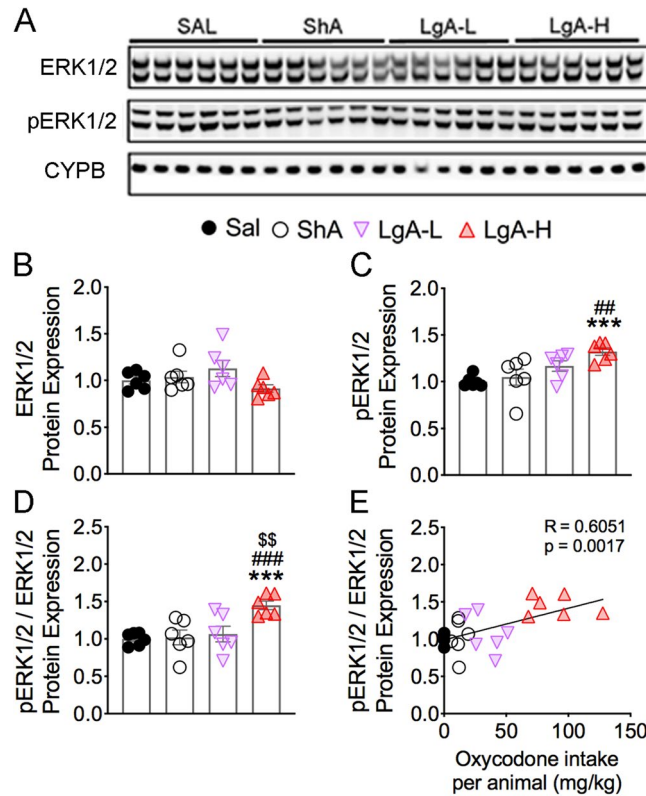 A
SAL ShA LgA-L LgA-H
ERK1/2
pERK1/2
CYPB
Sal ShA LgA-L LgA-H
B
ERK1/2
Protein Expression
2.0
1.5
1.0
0.5
0.0
C
pERK1/2
Protein Expression
2.0
1.5
1.0
0.5
0.0
##
***
D
pERK1/2 / ERK1/2
Protein Expression
2.5
2.0
1.5
1.0
0.5
0.0
$$
###
***
E
pERK1/2 / ERK1/2
Protein Expression
2.5
2.0
1.5
1.0
0.5
0.0
R = 0.6051
p = 0.0017
0 50 100 150
Oxycodone intake
per animal (mg/kg)